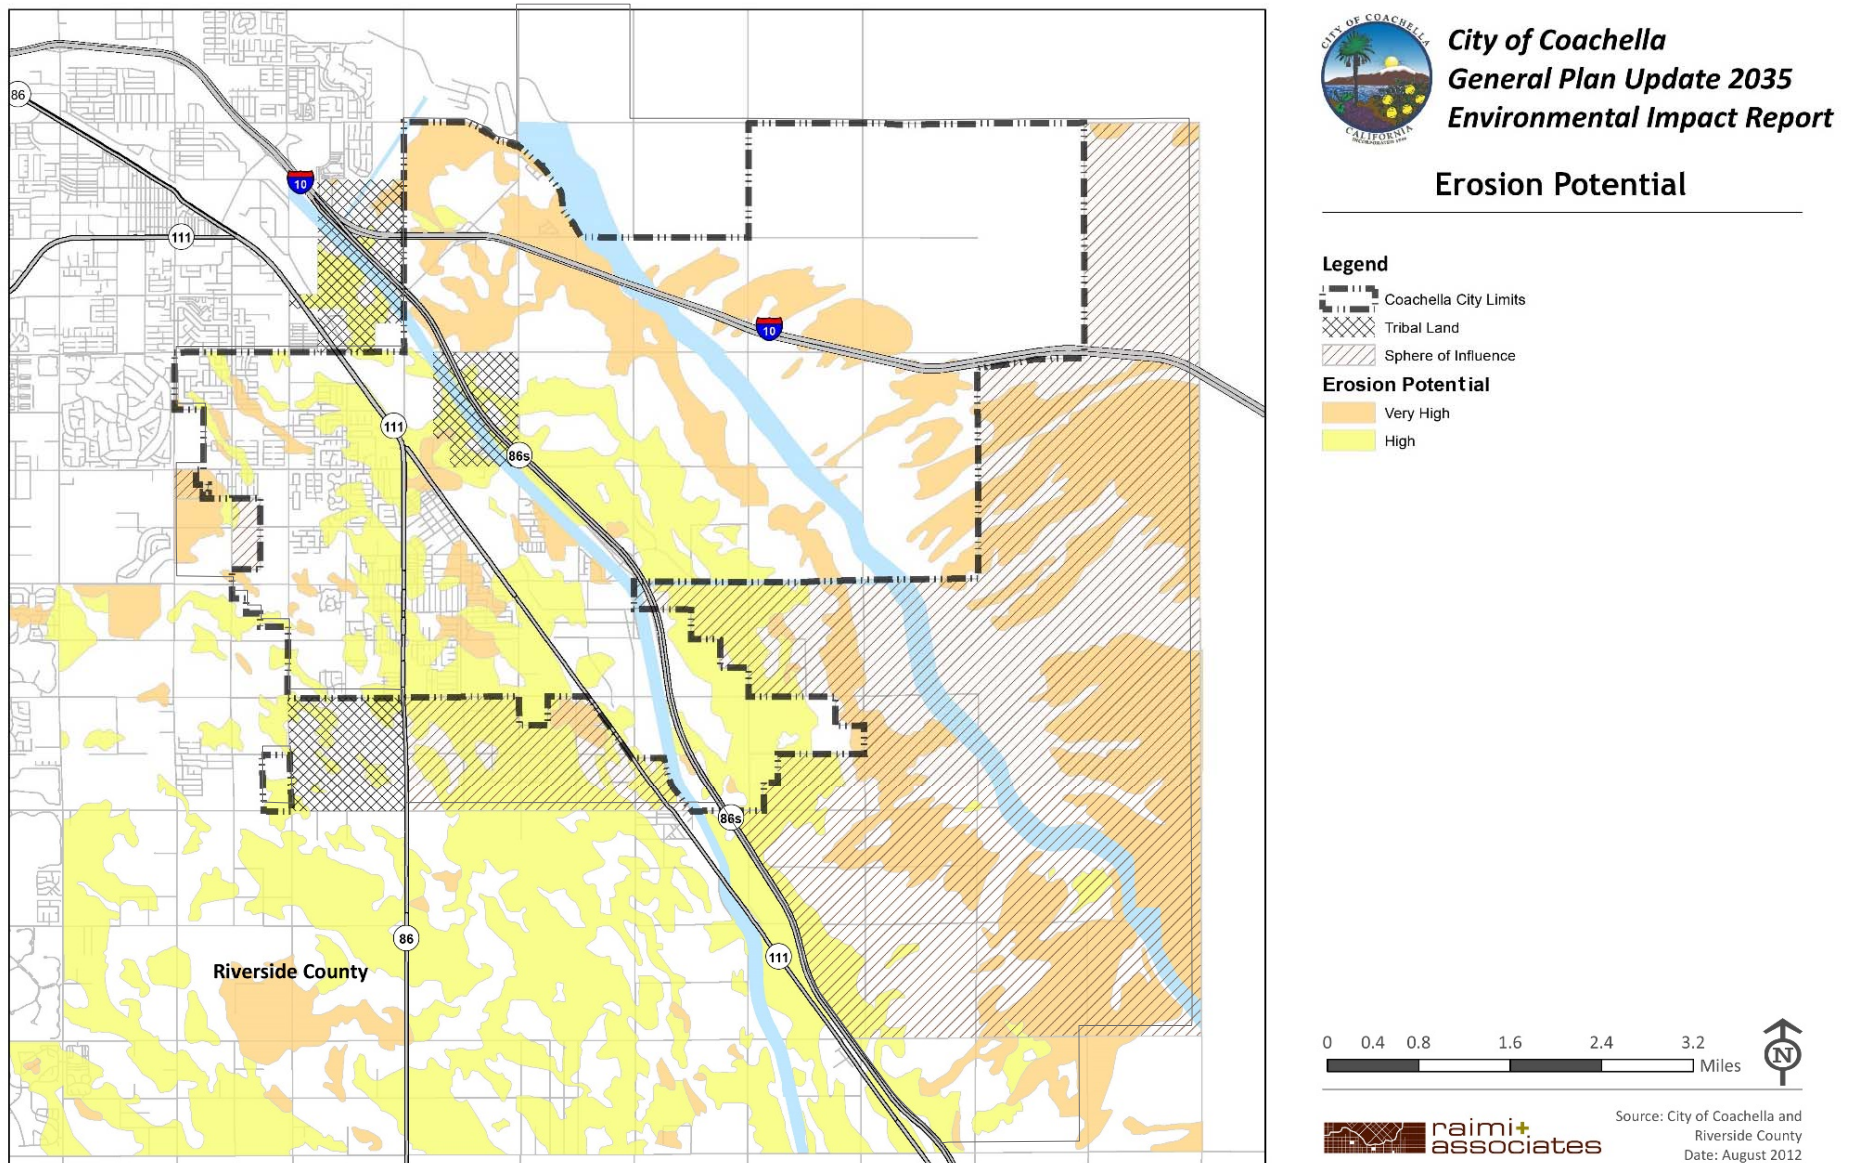 86
10
111
10
111
86s
86s
86
111
Riverside County
CITY OF COACHELLA
CALIFORNIA
City of Coachella
General Plan Update 2035
Environmental Impact Report
Erosion Potential
Legend
Coachella City Limits
Tribal Land
Sphere of Influence
Erosion Potential
Very High
High
0 0.4 0.8 1.6 2.4 3.2
Miles
N
raimi+
associates
Source: City of Coachella and
Riverside County
Date: August 2012